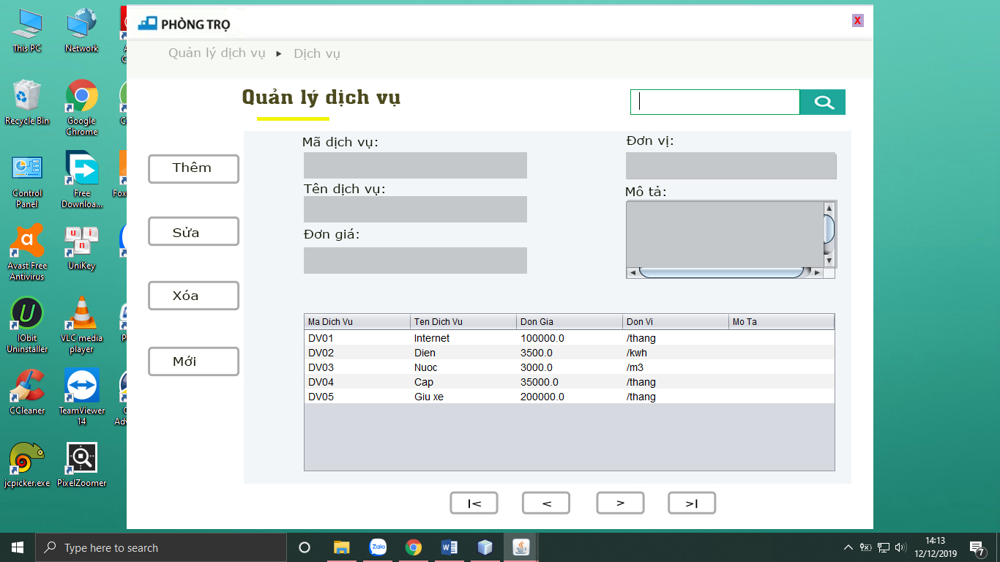 This PC
Network
Recycle Bin
Google
Chrome
Control
Panel
Free
Downloa...
Avast Free
Antivirus
UniKey
IObit
Uninstaller
VLC media
player
CCleaner
TeamViewer
14
jcpicker.exe
PixelZoomer
PHÒNG TRỌ
X
Quản lý dịch vụ ▸ Dịch vụ
Quản lý dịch vụ
Thêm
Sửa
Xóa
Mới
Mã dịch vụ:
Tên dịch vụ:
Đơn giá:
Đơn vị:
Mô tả:
Ma Dich Vu Ten Dich Vu Don Gia Don Vi Mo Ta
DV01 Internet 100000.0 /thang
DV02 Dien 3500.0 /kwh
DV03 Nuoc 3000.0 /m3
DV04 Cap 35000.0 /thang
DV05 Giu xe 200000.0 /thang
|< < > >|
Type here to search
Zalo
14:13
12/12/2019
7